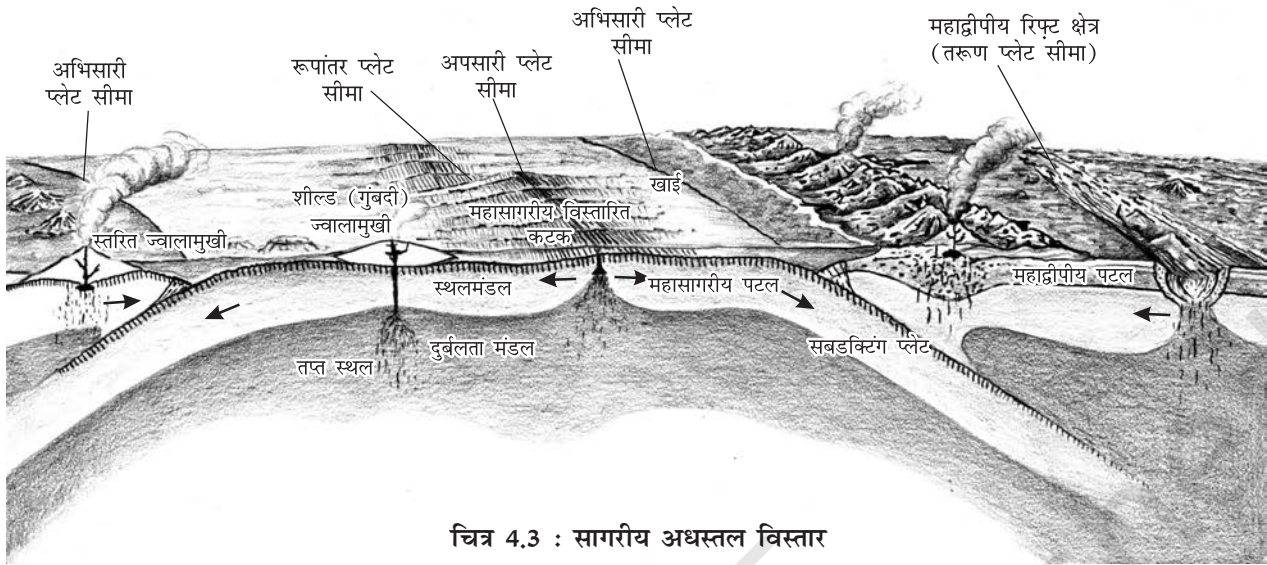 अभिसारी
प्लेट सीमा
रूपांतर प्लेट
सीमा
अपसारी प्लेट
सीमा
अभिसारी प्लेट
सीमा
महाद्वीपीय रिफ्ट क्षेत्र
(तरूण प्लेट सीमा)
स्तरित ज्वालामुखी
शील्ड (गुंबदी)
ज्वालामुखी
महासागरीय विस्तारित
कटक
खाई
स्थलमंडल
महासागरीय पटल
महाद्वीपीय पटल
तप्त स्थल
दुर्बलता मंडल
सबडक्टिंग प्लेट
चित्र 4.3 : सागरीय अधस्तल विस्तार